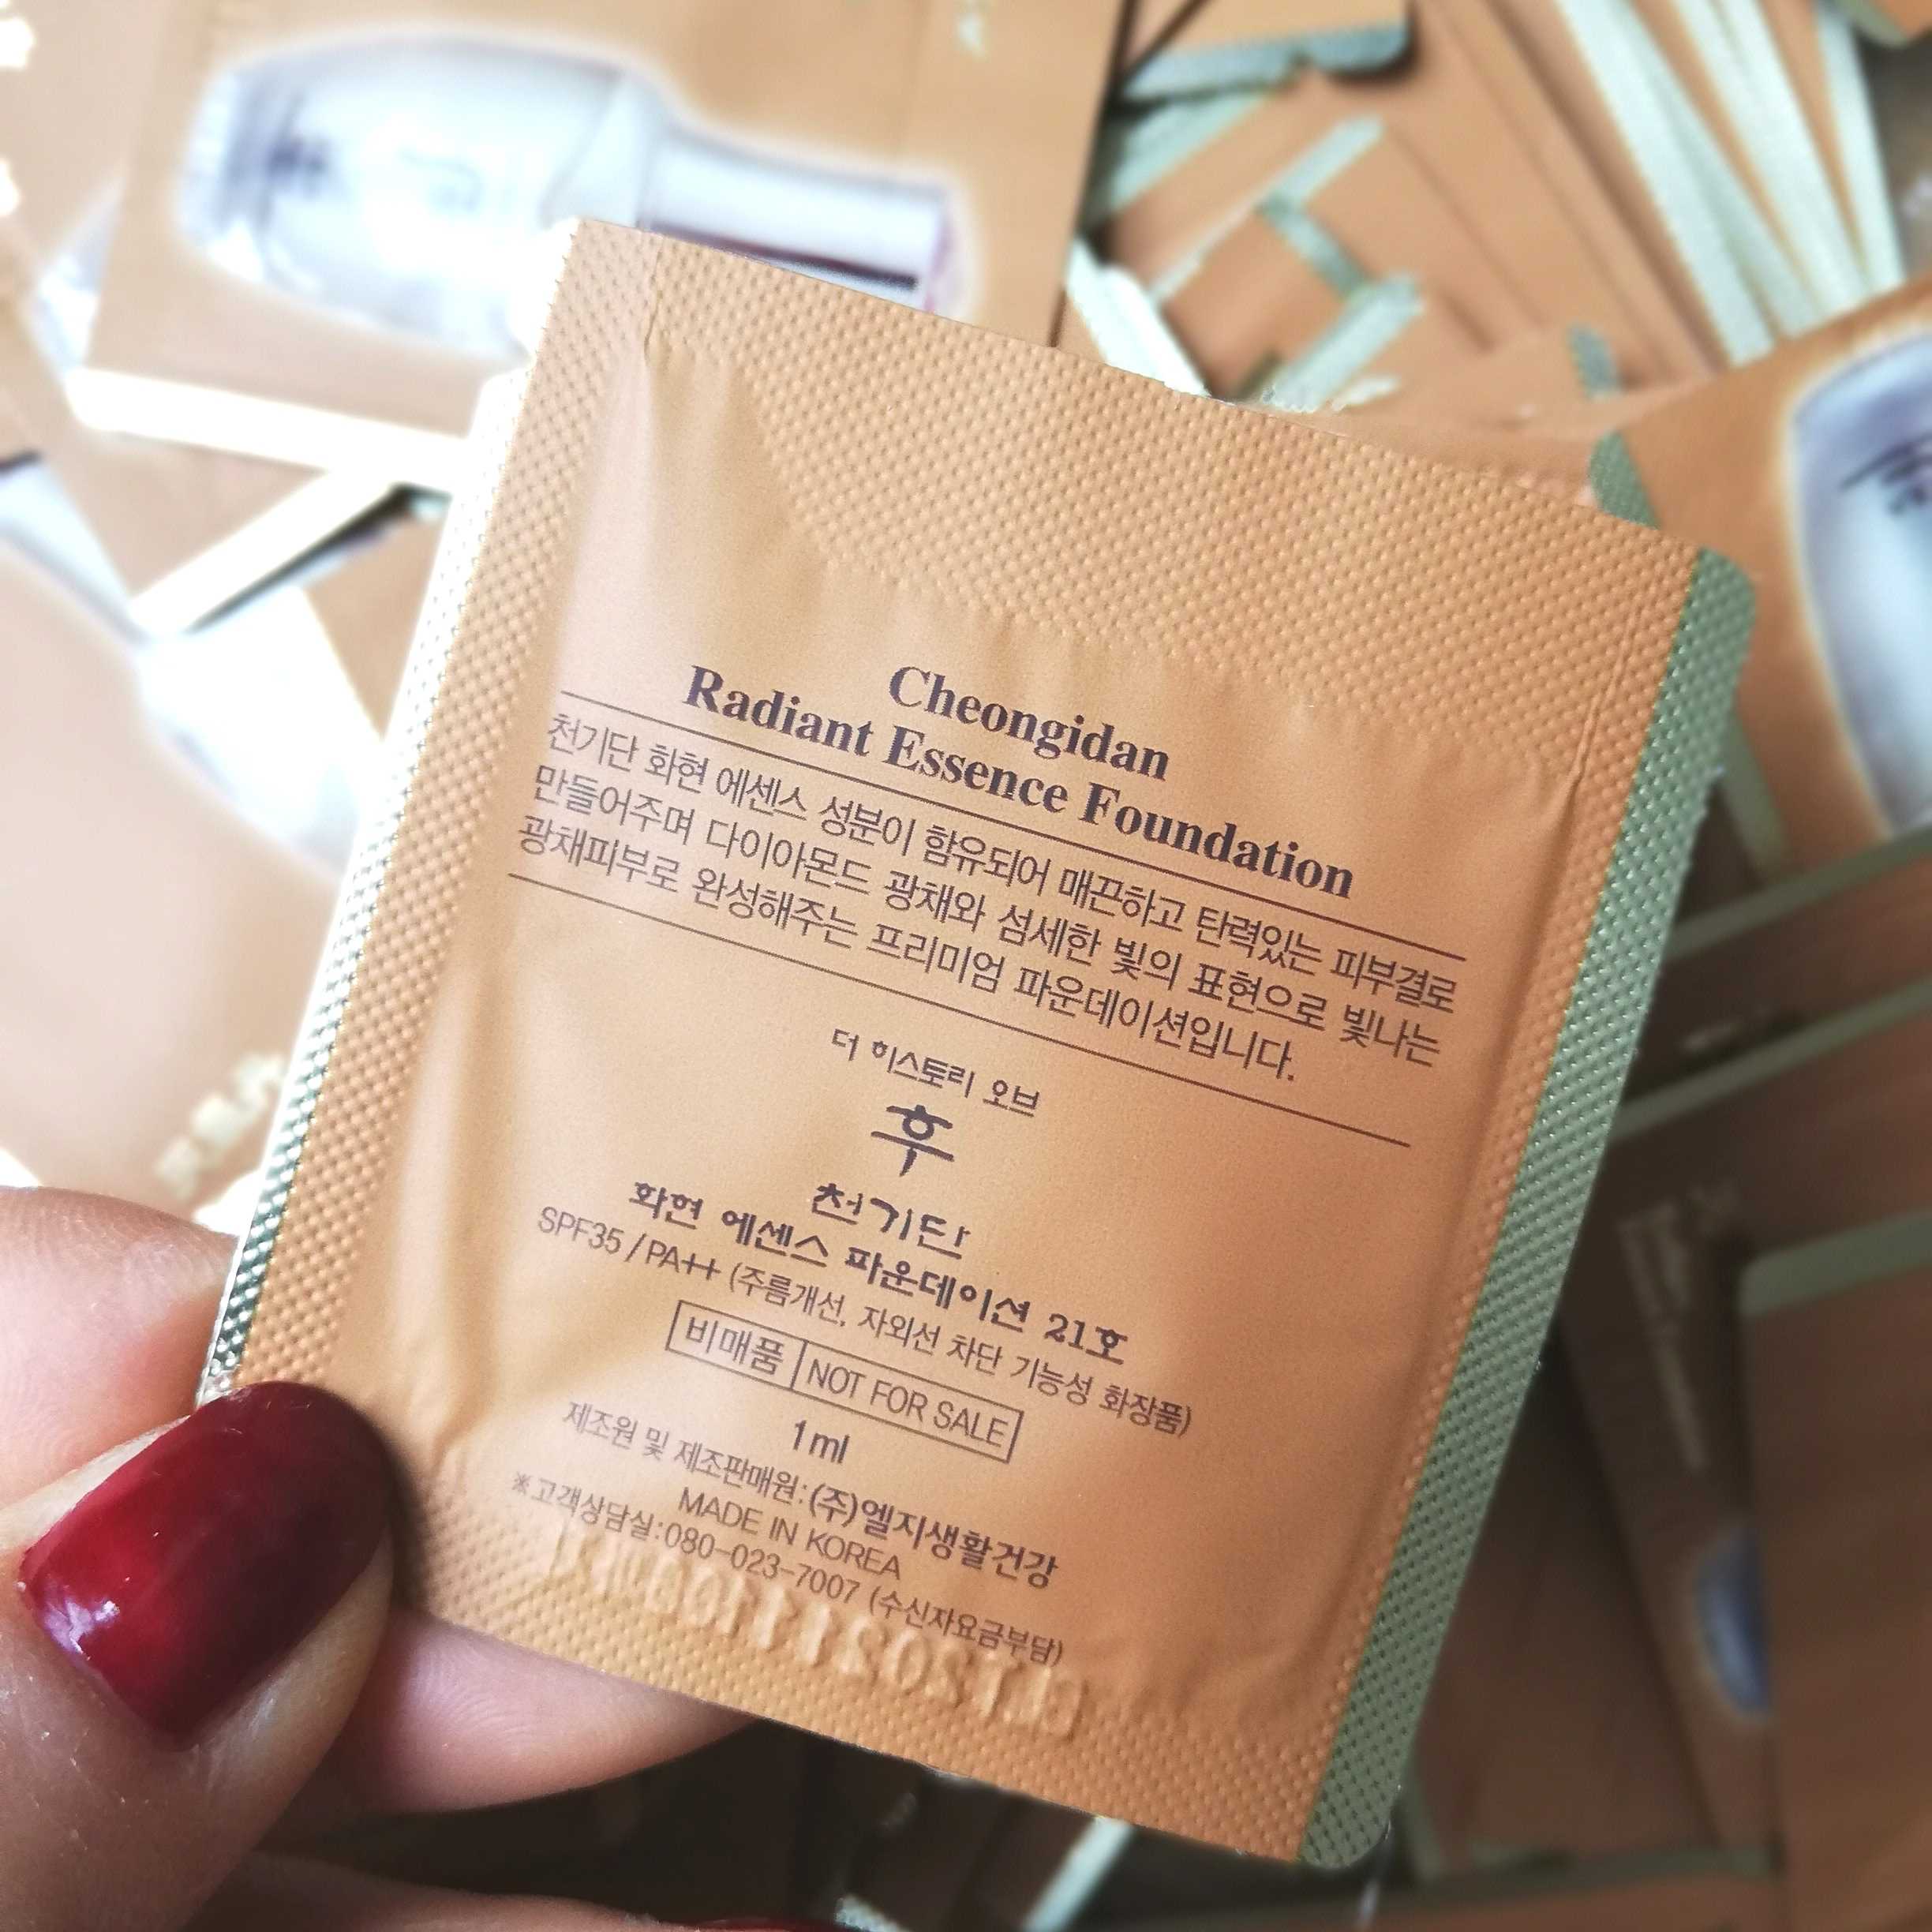 Cheongidan
Radiant Essence Foundation
천기단 화현 에센스 성분이 함유되어 매끈하고 탄력있는 피부결로
만들어주며 다이아몬드 광채와 섬세한 빛의 표현으로 빛나는
광채피부로 완성해주는 프리미엄 파운데이션입니다.
더 히스토리 오브
후
천기단
화현 에센스 파운데이션 21호
SPF35/PA++ (주름개선, 자외선 차단 기능성 화장품)
비매품 NOT FOR SALE
1ml
제조원 및 제조판매원:(주)엘지생활건강
MADE IN KOREA
※고객상담실:080-023-7007 (수신자요금부담)